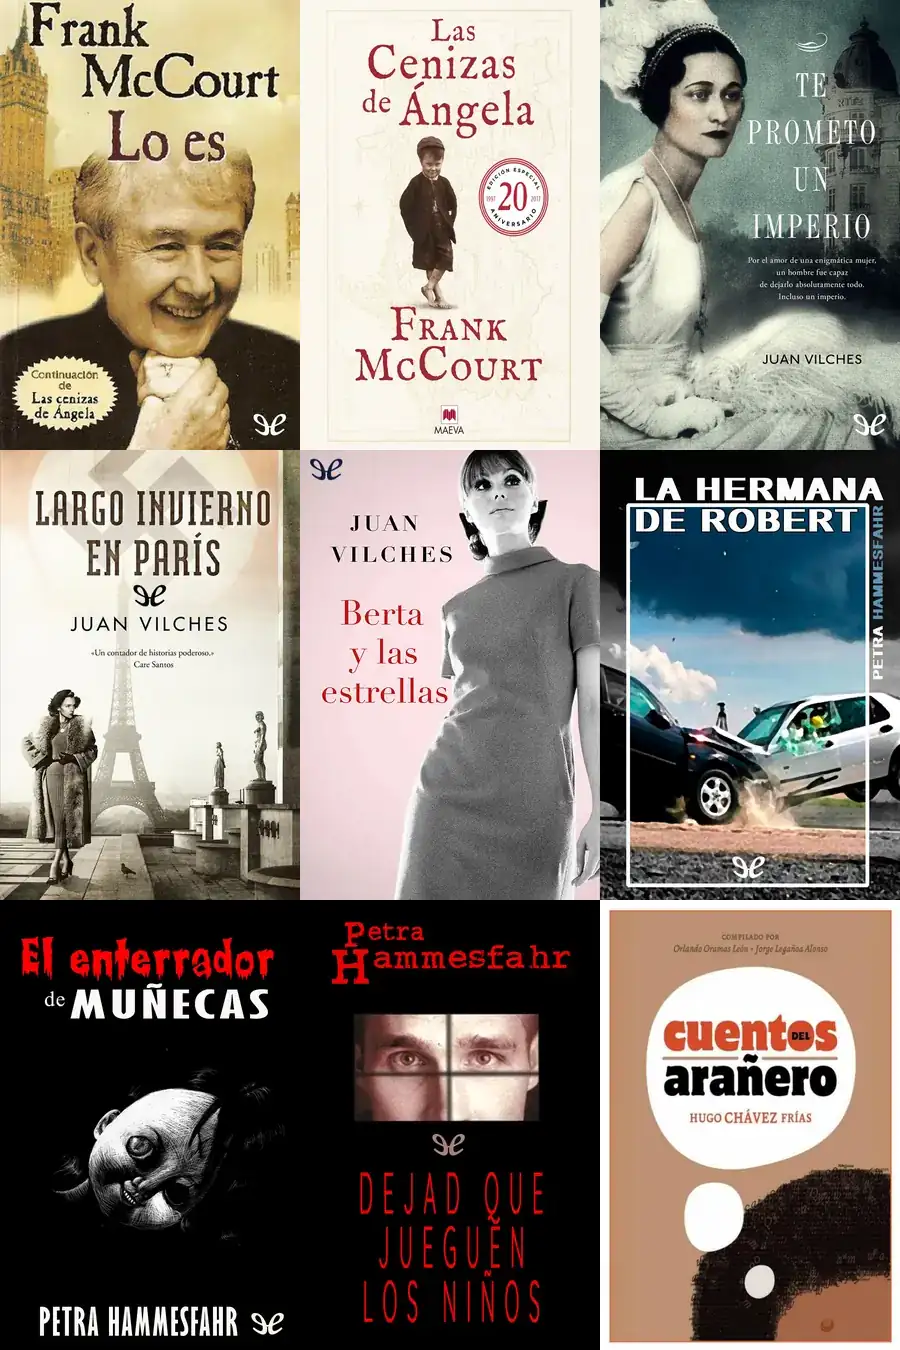 Frank
McCourt
Lo es
Continuación
de
Las cenizas
de Ángela
Las
Cenizas
de Ángela
EDICIÓN ESPECIAL
1997 20 2017
ANIVERSARIO
FRANK
McCOURT
MAEVA
TE
PROMETO
UN
IMPERIO
Por el amor de una enigmática mujer,
un hombre fue capaz
de dejarlo absolutamente todo.
Incluso un imperio.
JUAN VILCHES
LARGO INVIERNO
EN PARÍS
JUAN VILCHES
«Un contador de historias poderoso.»
Care Santos
JUAN
VILCHES
Berta
y las
estrellas
LA HERMANA
DE ROBERT
PETRA HAMMESFAHR
El enterrador
de MUÑECAS
PETRA HAMMESFAHR
Petra
Hammesfahr
DEJAD QUE
JUEGUEN
LOS NIÑOS
COMPILADO POR
Orlando Oramas León · Jorge Legañoa Alonso
cuentos DEL
arañero
HUGO CHÁVEZ FRÍAS